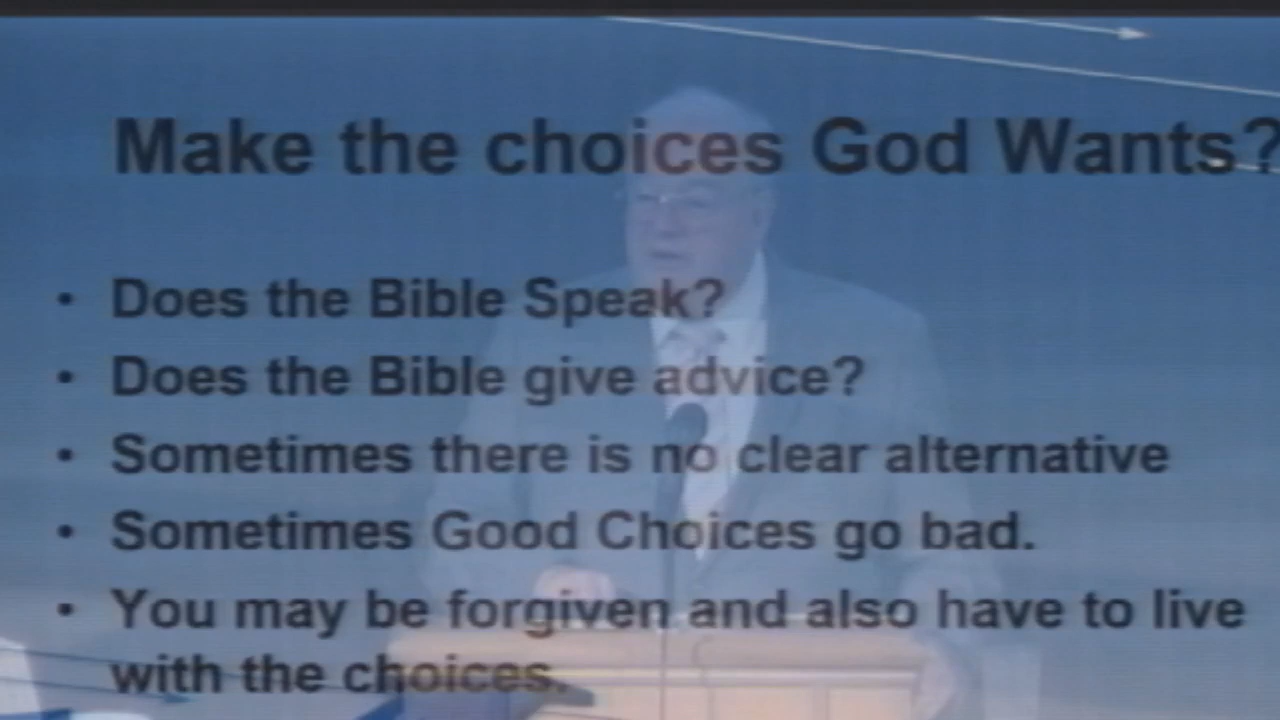 Make the choices God Wants?
• Does the Bible Speak?
• Does the Bible give advice?
• Sometimes there is no clear alternative
• Sometimes Good Choices go bad.
• You may be forgiven and also have to live
with the choices.